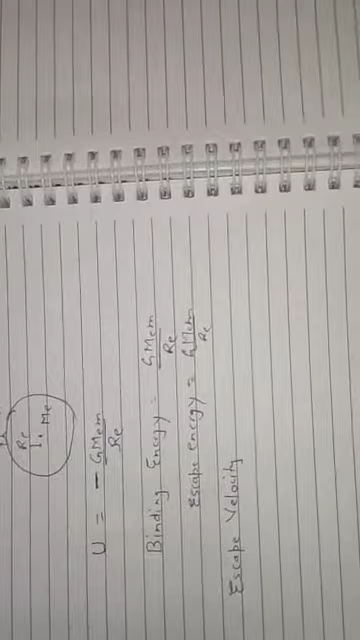 Re Me
U = - GMem / Re
Binding Energy = GMem / Re
Escape energy = GMem / Re
Escape Velocity